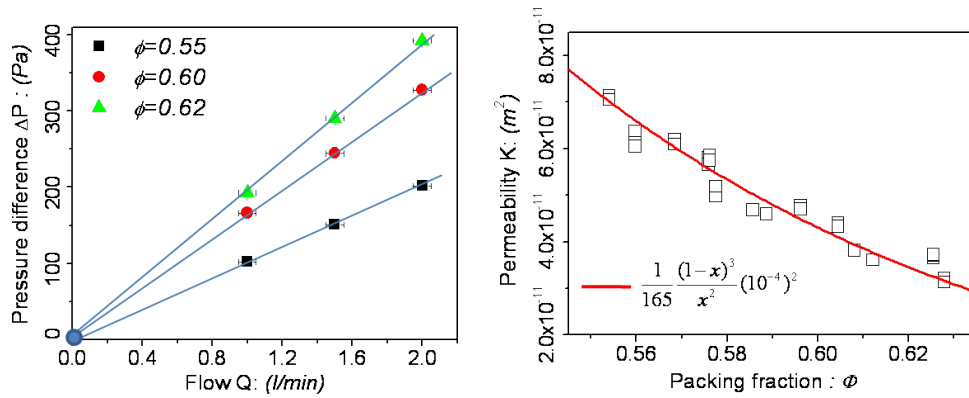 400
300
200
100
0
Pressure difference ΔP : (Pa)
ϕ=0.55
ϕ=0.60
ϕ=0.62
0.0 0.4 0.8 1.2 1.6 2.0
Flow Q: (l/min)
8.0x10⁻¹¹
6.0x10⁻¹¹
4.0x10⁻¹¹
2.0x10⁻¹¹
Permeability K: (m²)
1/165 (1-x)³/x² (10⁻⁴)²
0.56 0.58 0.60 0.62
Packing fraction : Φ